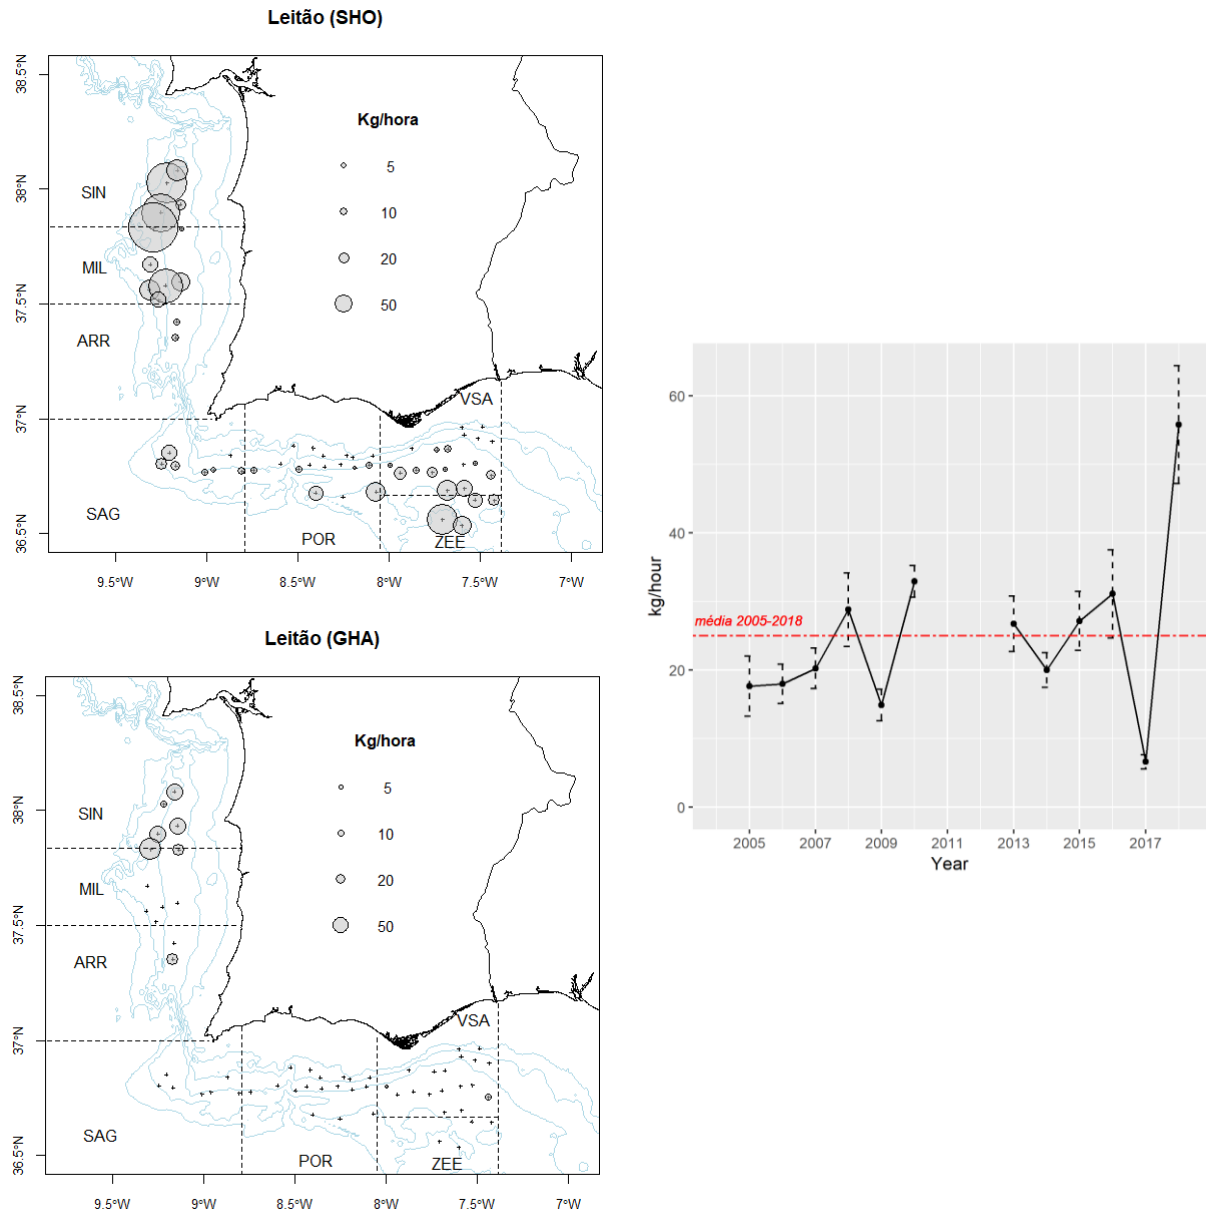 Leitão (SHO)
38.5°N
38°N
37.5°N
37°N
36.5°N
Kg/hora
5
10
20
50
SIN
MIL
ARR
SAG
POR
VSA
ZEE
9.5°W
9°W
8.5°W
8°W
7.5°W
7°W
Leitão (GHA)
38.5°N
38°N
37.5°N
37°N
36.5°N
Kg/hora
5
10
20
50
SIN
MIL
ARR
SAG
POR
VSA
ZEE
9.5°W
9°W
8.5°W
8°W
7.5°W
7°W
kg/hour
60
40
20
0
média 2005-2018
2005
2007
2009
2011
2013
2015
2017
Year